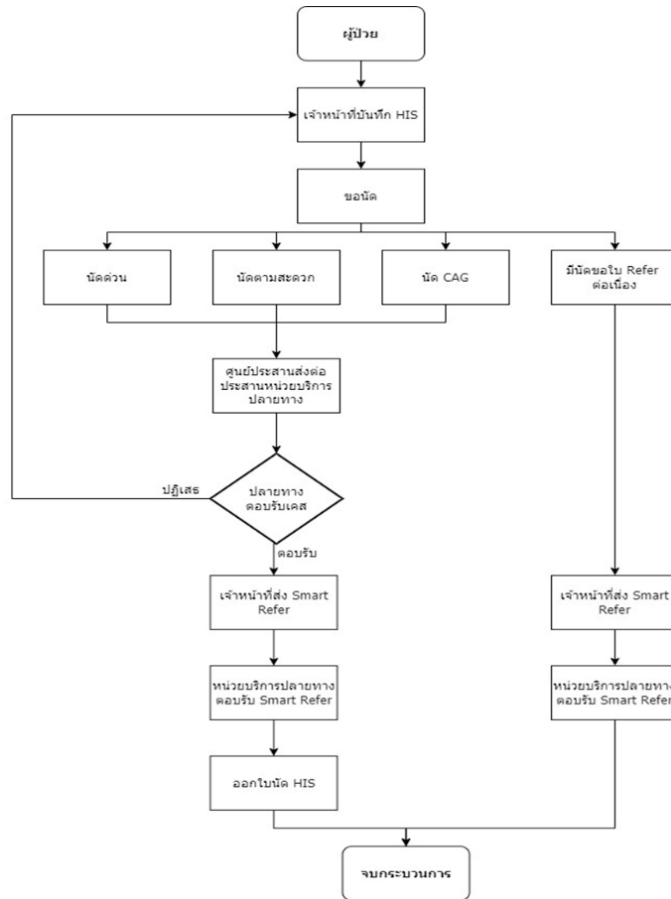 ผู้ป่วย
เจ้าหน้าที่บันทึก HIS
ขอนัด
นัดด่วน
นัดตามสะดวก
นัด CAG
มีนัดขอใบ Refer
ต่อเนื่อง
ศูนย์ประสานส่งต่อ
ประสานหน่วยบริการ
ปลายทาง
ปฏิเสธ
ปลายทาง
ตอบรับเคส
ตอบรับ
เจ้าหน้าที่ส่ง Smart
Refer
เจ้าหน้าที่ส่ง Smart
Refer
หน่วยบริการปลายทาง
ตอบรับ Smart Refer
หน่วยบริการปลายทาง
ตอบรับ Smart Refer
ออกใบนัด HIS
จบกระบวนการ